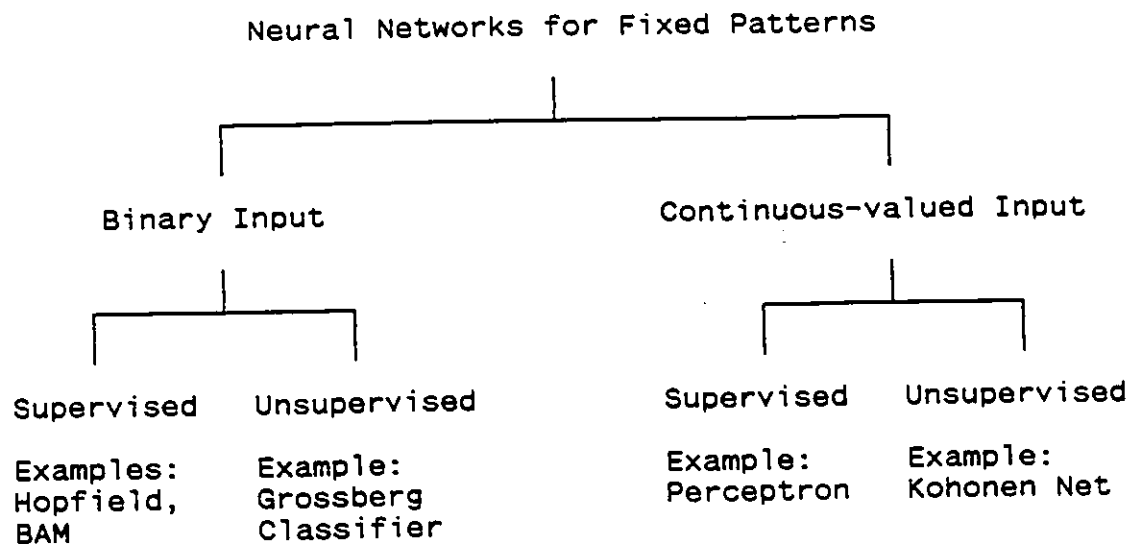 Neural Networks for Fixed Patterns
Binary Input
Continuous-valued Input
Supervised
Unsupervised
Supervised
Unsupervised
Examples:
Hopfield,
BAM
Example:
Grossberg
Classifier
Example:
Perceptron
Example:
Kohonen Net